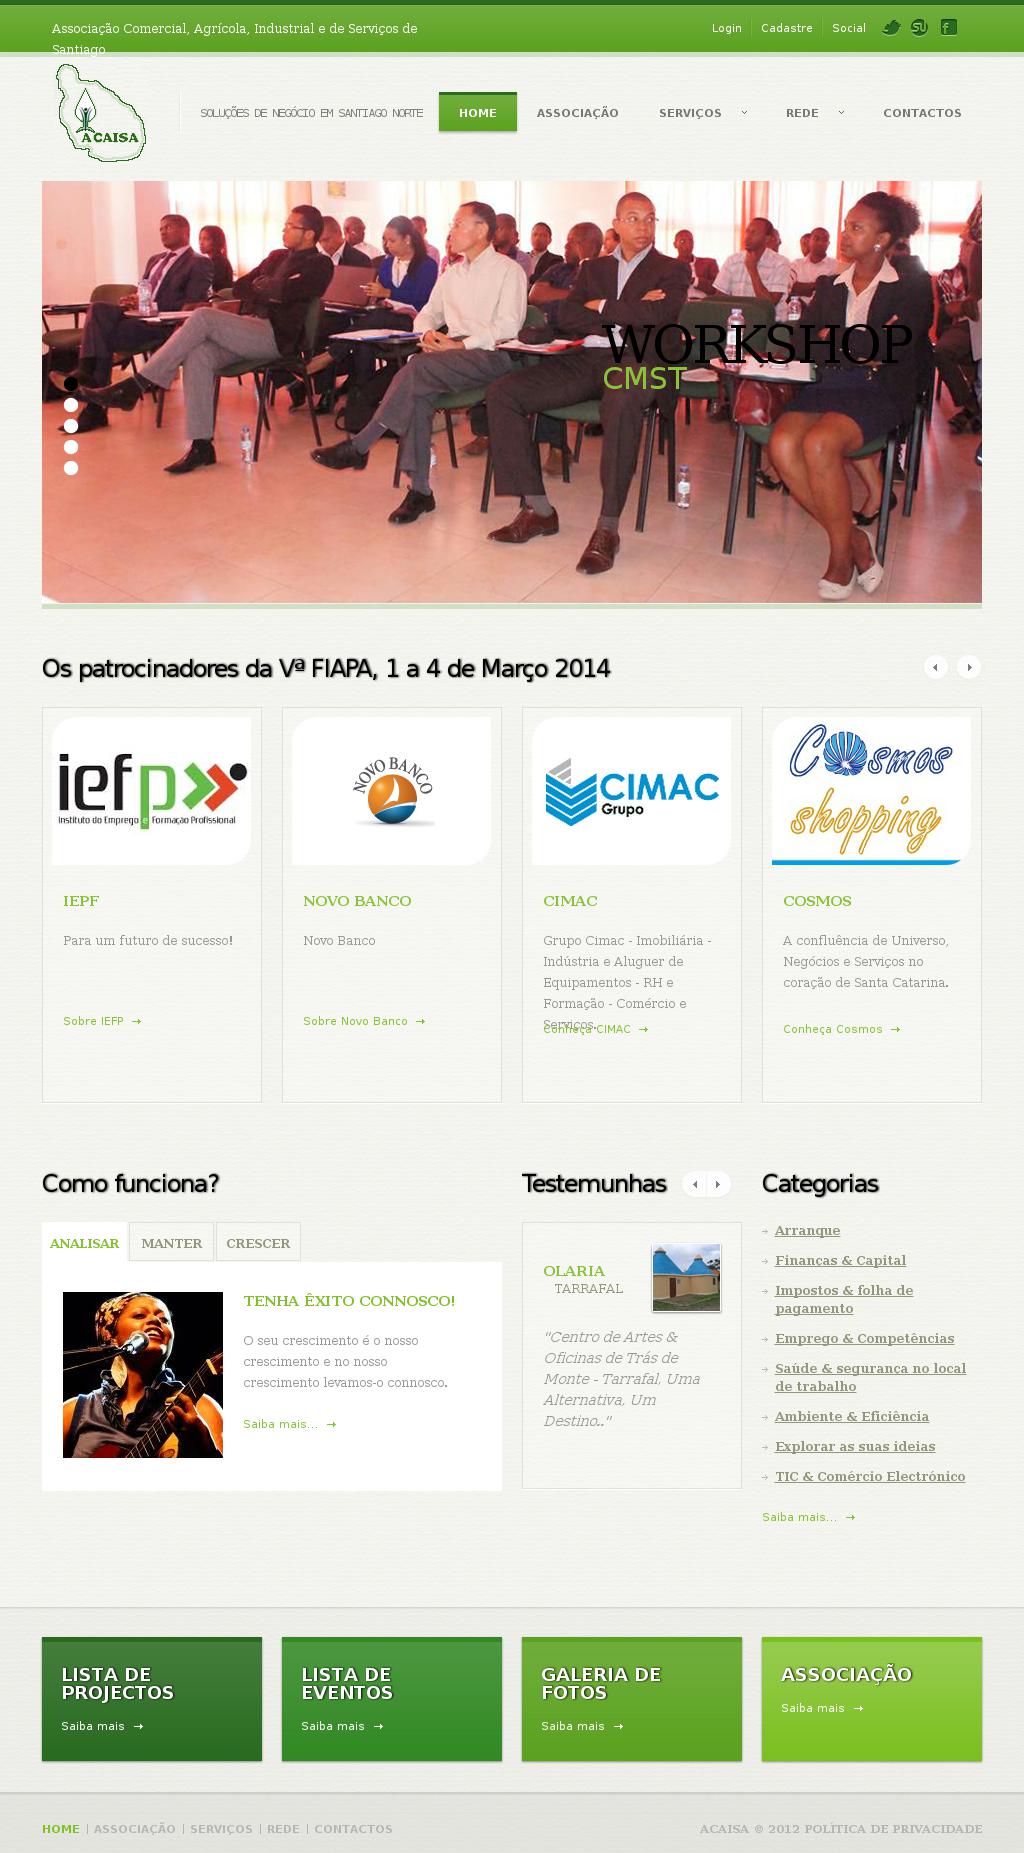 Associação Comercial, Agrícola, Industrial e de Serviços de
Santiago
Login
Cadastre
Social
ACAISA
SOLUÇÕES DE NEGÓCIO EM SANTIAGO NORTE
HOME
ASSOCIAÇÃO
SERVIÇOS
REDE
CONTACTOS
WORKSHOP
CMST
Os patrocinadores da Vª FIAPA, 1 a 4 de Março 2014
iefp
Instituto do Emprego e Formação Profissional
NOVO BANCO
CIMAC
Grupo
Cosmos
shopping
IEPF
Para um futuro de sucesso!
Sobre IEFP
NOVO BANCO
Novo Banco
Sobre Novo Banco
CIMAC
Grupo Cimac - Imobiliária -
Indústria e Aluguer de
Equipamentos - RH e
Formação - Comércio e
Serviços.
Conheça CIMAC
COSMOS
A confluência de Universo,
Negócios e Serviços no
coração de Santa Catarina.
Conheça Cosmos
Como funciona?
ANALISAR
MANTER
CRESCER
TENHA ÊXITO CONNOSCO!
O seu crescimento é o nosso
crescimento e no nosso
crescimento levamos-o connosco.
Saiba mais...
Testemunhas
OLARIA
TARRAFAL
"Centro de Artes &
Oficinas de Trás de
Monte - Tarrafal, Uma
Alternativa, Um
Destino.."
Categorias
Arranque
Financas & Capital
Impostos & folha de
pagamento
Emprego & Competências
Saúde & segurança no local
de trabalho
Ambiente & Eficiência
Explorar as suas ideias
TIC & Comércio Electrónico
Saiba mais...
LISTA DE
PROJECTOS
Saiba mais
LISTA DE
EVENTOS
Saiba mais
GALERIA DE
FOTOS
Saiba mais
ASSOCIAÇÃO
Saiba mais
HOME | ASSOCIAÇÃO | SERVIÇOS | REDE | CONTACTOS
ACAISA © 2012 POLÍTICA DE PRIVACIDADE